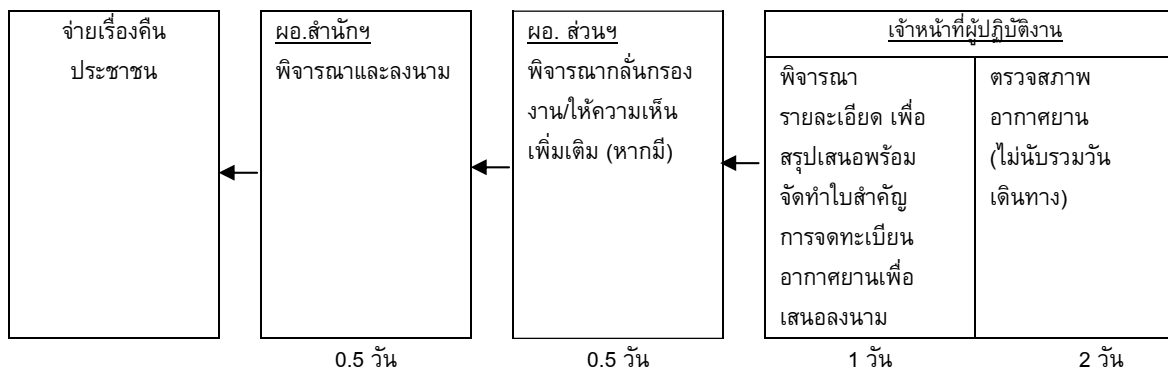 จ่ายเรื่องคืน
ประชาชน
ผอ.สำนักฯ
พิจารณาและลงนาม
ผอ. ส่วนฯ
พิจารณากลั่นกรอง
งาน/ให้ความเห็น
เพิ่มเติม (หากมี)
เจ้าหน้าที่ผู้ปฏิบัติงาน
พิจารณา
รายละเอียด เพื่อ
สรุปเสนอพร้อม
จัดทำใบสำคัญ
การจดทะเบียน
อากาศยานเพื่อ
เสนอลงนาม
ตรวจสภาพ
อากาศยาน
(ไม่นับรวมวัน
เดินทาง)
0.5 วัน
0.5 วัน
1 วัน
2 วัน